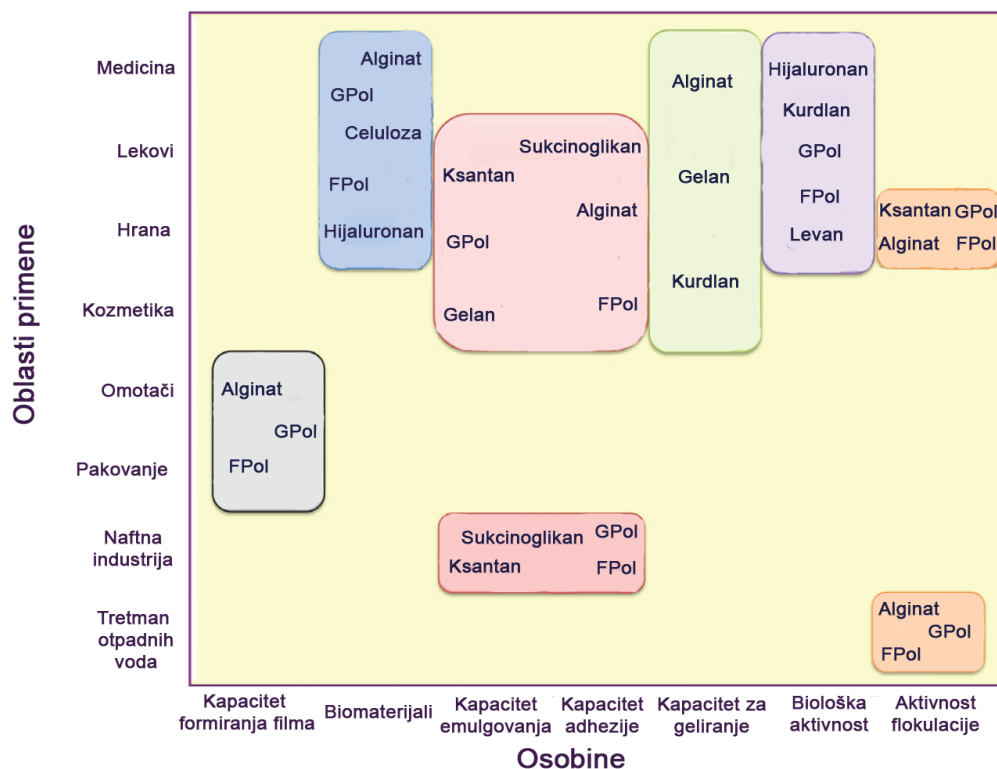 Oblasti primene
Medicina
Lekovi
Hrana
Kozmetika
Omotači
Pakovanje
Naftna
industrija
Tretman
otpadnih
voda
Alginat
GPol
FPol
Alginat
GPol
Celuloza
FPol
Hijaluronan
Sukcinoglikan
Ksantan
Alginat
GPol
FPol
Gelan
Sukcinoglikan GPol
Ksantan FPol
Alginat
Gelan
Kurdlan
Hijaluronan
Kurdlan
GPol
FPol
Levan
Ksantan GPol
Alginat FPol
Alginat
GPol
FPol
Kapacitet
formiranja filma
Biomaterijali
Kapacitet
emulgovanja
Kapacitet
adhezije
Kapacitet za
geliranje
Biološka
aktivnost
Aktivnost
flokulacije
Osobine